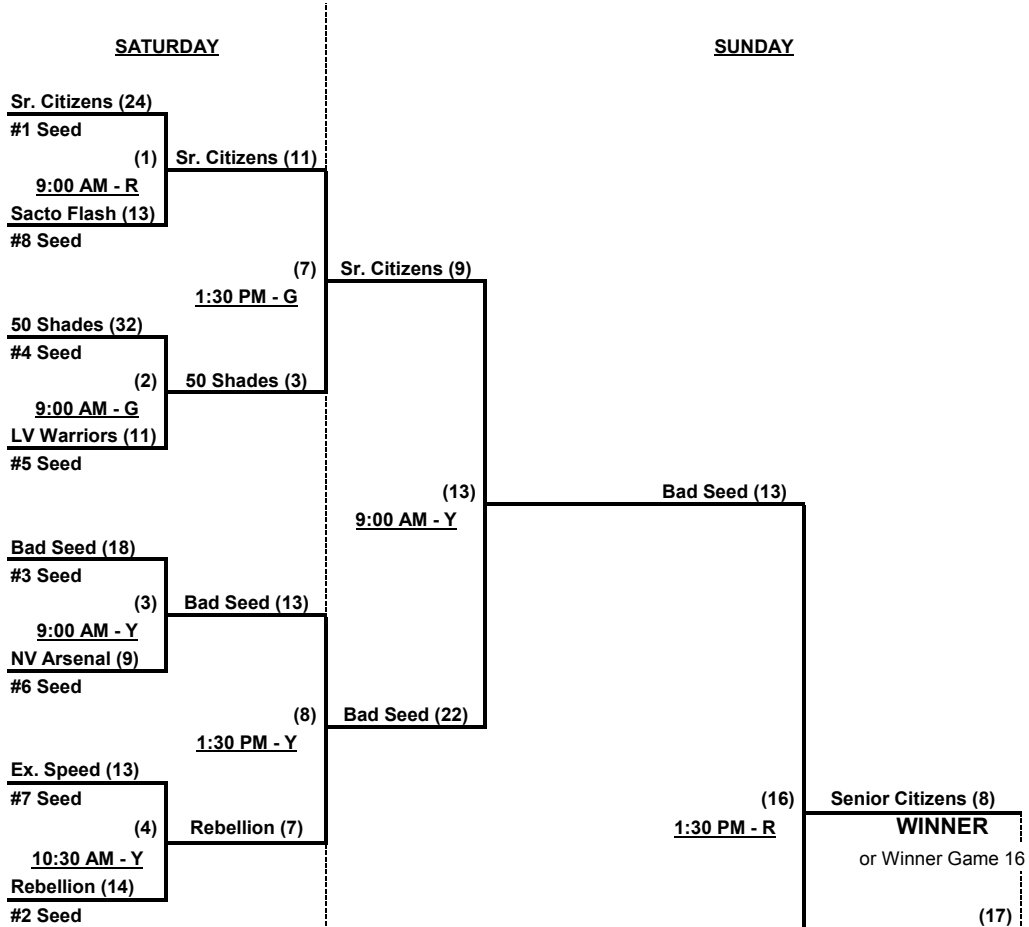 SATURDAY
SUNDAY
Sr. Citizens (24)
#1 Seed
(1)
Sr. Citizens (11)
9:00 AM - R
Sacto Flash (13)
#8 Seed
(7)
Sr. Citizens (9)
1:30 PM - G
50 Shades (32)
#4 Seed
(2)
50 Shades (3)
9:00 AM - G
LV Warriors (11)
#5 Seed
(13)
Bad Seed (13)
9:00 AM - Y
Bad Seed (18)
#3 Seed
(3)
Bad Seed (13)
9:00 AM - Y
NV Arsenal (9)
#6 Seed
(8)
Bad Seed (22)
1:30 PM - Y
Ex. Speed (13)
#7 Seed
(16)
Senior Citizens (8)
(4)
Rebellion (7)
1:30 PM - R
WINNER
10:30 AM - Y
or Winner Game 16
Rebellion (14)
#2 Seed
(17)